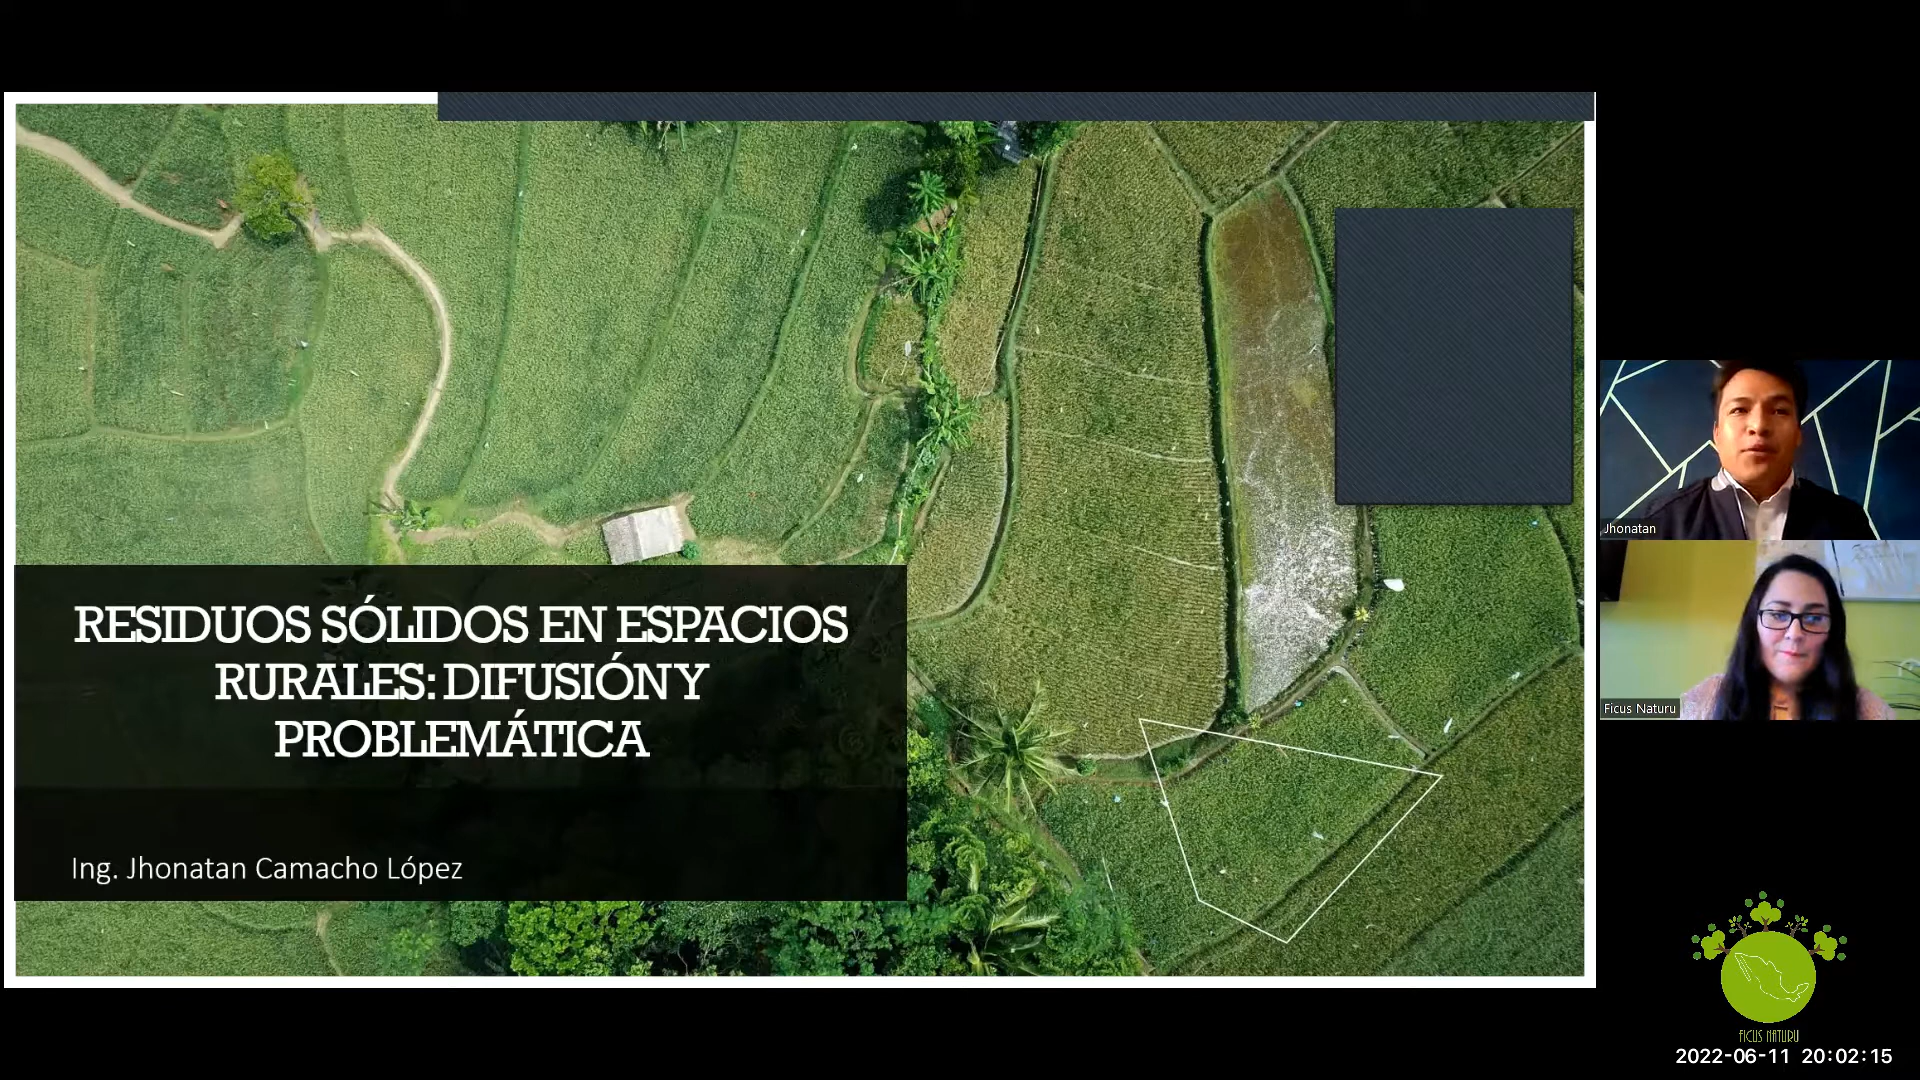 RESIDUOS SÓLIDOS EN ESPACIOS
RURALES: DIFUSIÓN Y
PROBLEMÁTICA
Ing. Jhonatan Camacho López
Jhonatan
Ficus Naturu
FICUS NATURU
2022-06-11 20:02:15